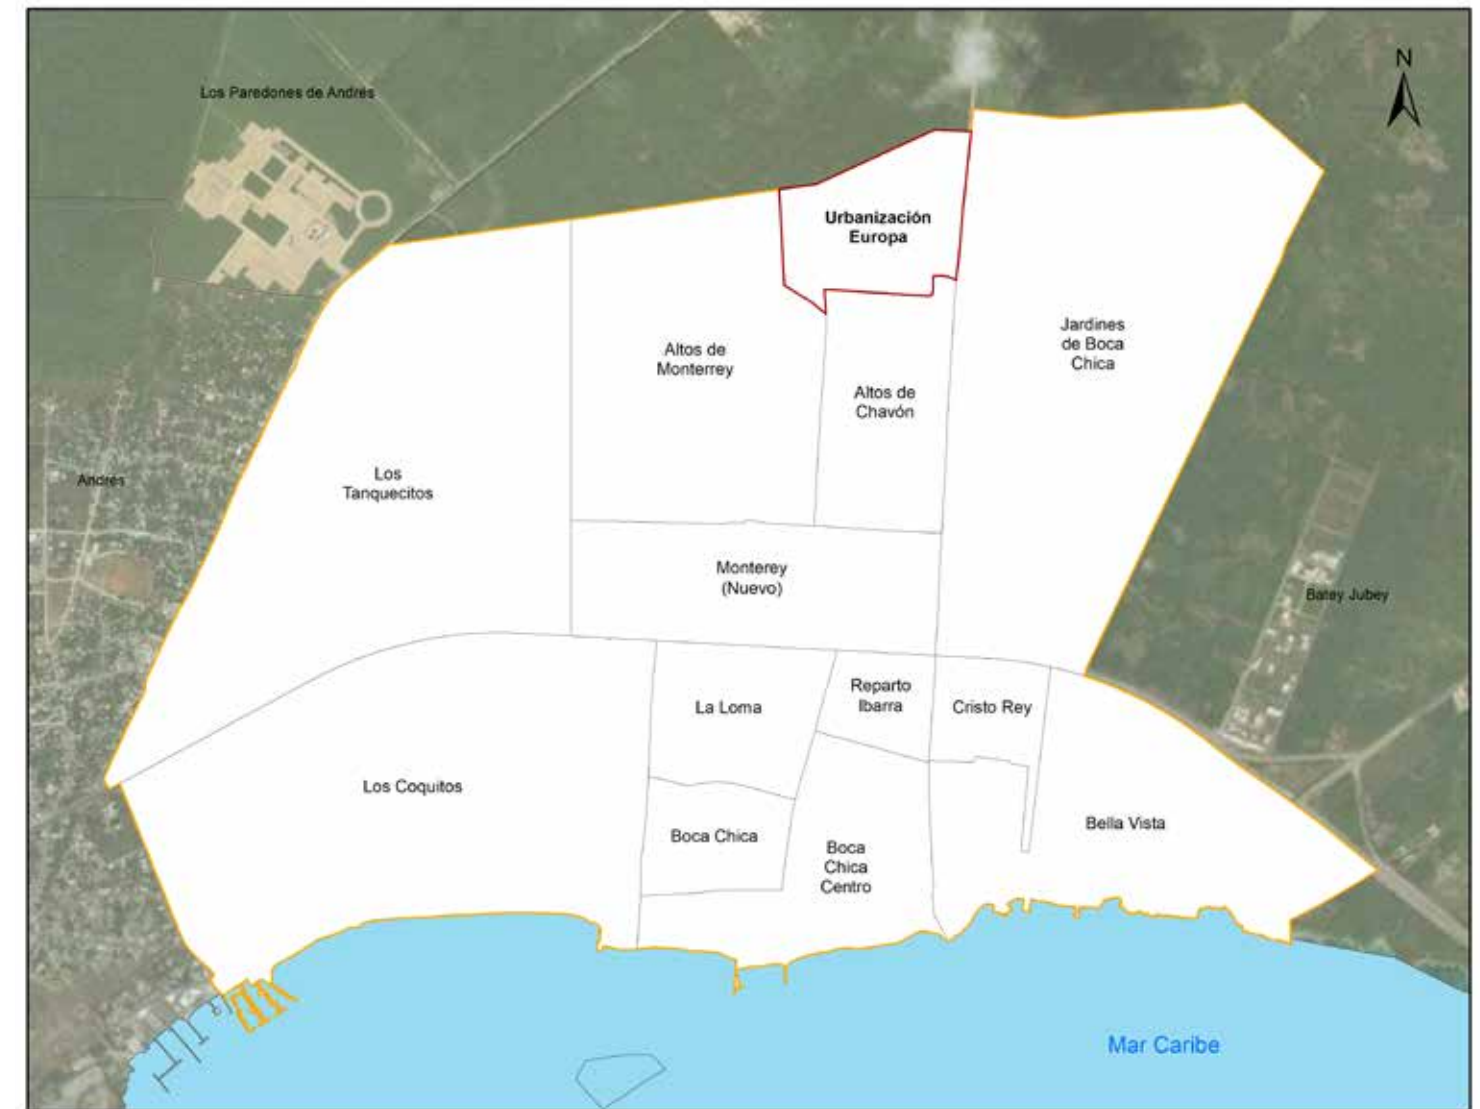 N
Los Paredones de Andrés
Urbanización
Europa
Jardines
de Boca
Chica
Altos de
Monterrey
Altos de
Chavón
Los
Tanquecitos
Andrés
Monterey
(Nuevo)
Batey Jubey
Reparto
Ibarra
La Loma
Cristo Rey
Los Coquitos
Bella Vista
Boca Chica
Boca
Chica
Centro
Mar Caribe